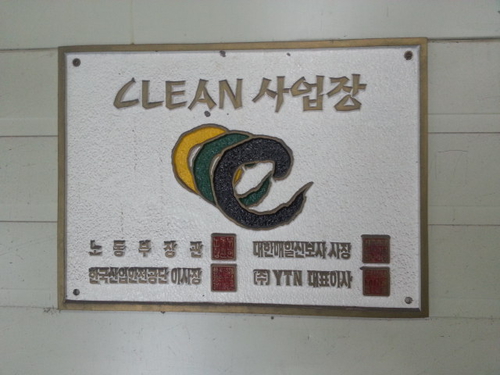 CLEAN 사업장
노동부장관 대한매일신보사 사장
한국산업안전공단 이사장 (주) YTN 대표이사